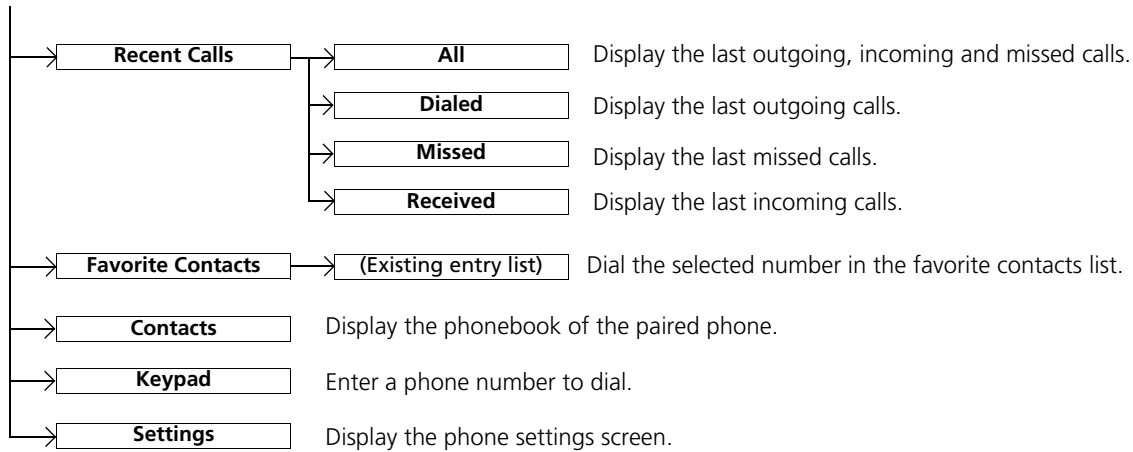 Recent Calls All Display the last outgoing, incoming and missed calls.
Dialed Display the last outgoing calls.
Missed Display the last missed calls.
Received Display the last incoming calls.
Favorite Contacts (Existing entry list) Dial the selected number in the favorite contacts list.
Contacts Display the phonebook of the paired phone.
Keypad Enter a phone number to dial.
Settings Display the phone settings screen.